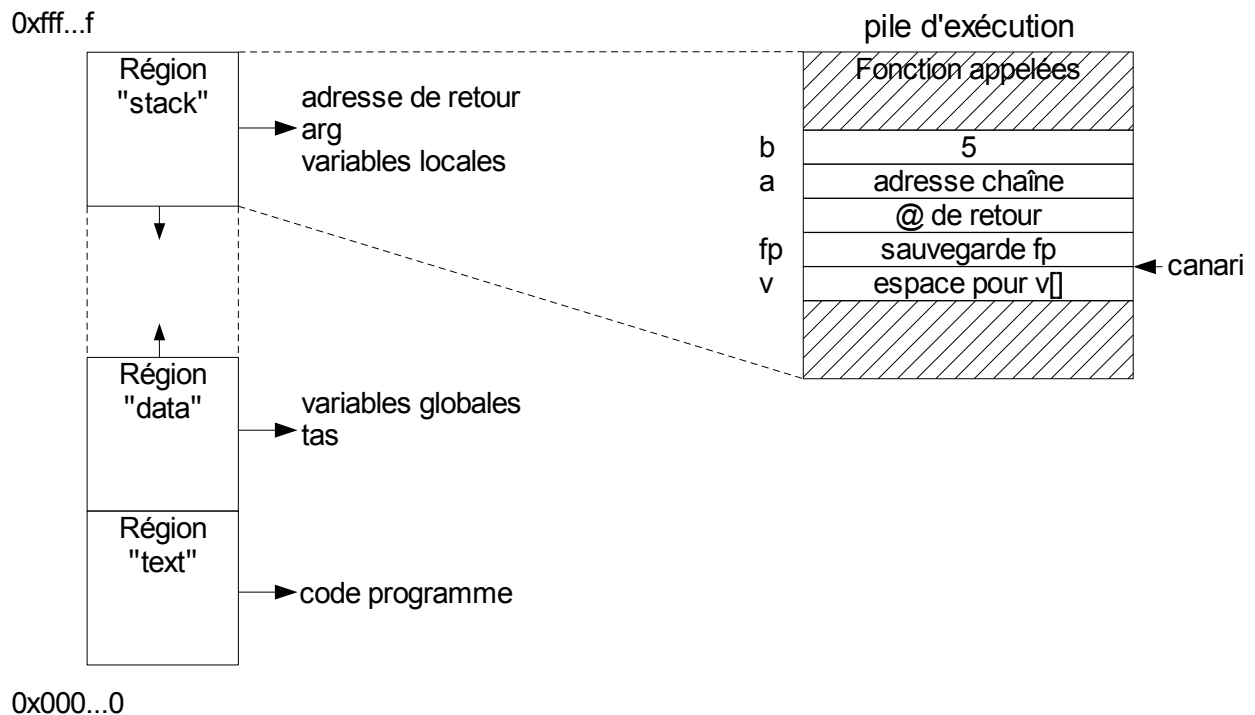 0xfff...f
pile d'exécution
Région
"stack"
adresse de retour
arg
variables locales
Fonction appelées
b
5
a
adresse chaîne
@ de retour
fp
sauvegarde fp
canari
v
espace pour v[]
Région
"data"
variables globales
tas
Région
"text"
code programme
0x000...0